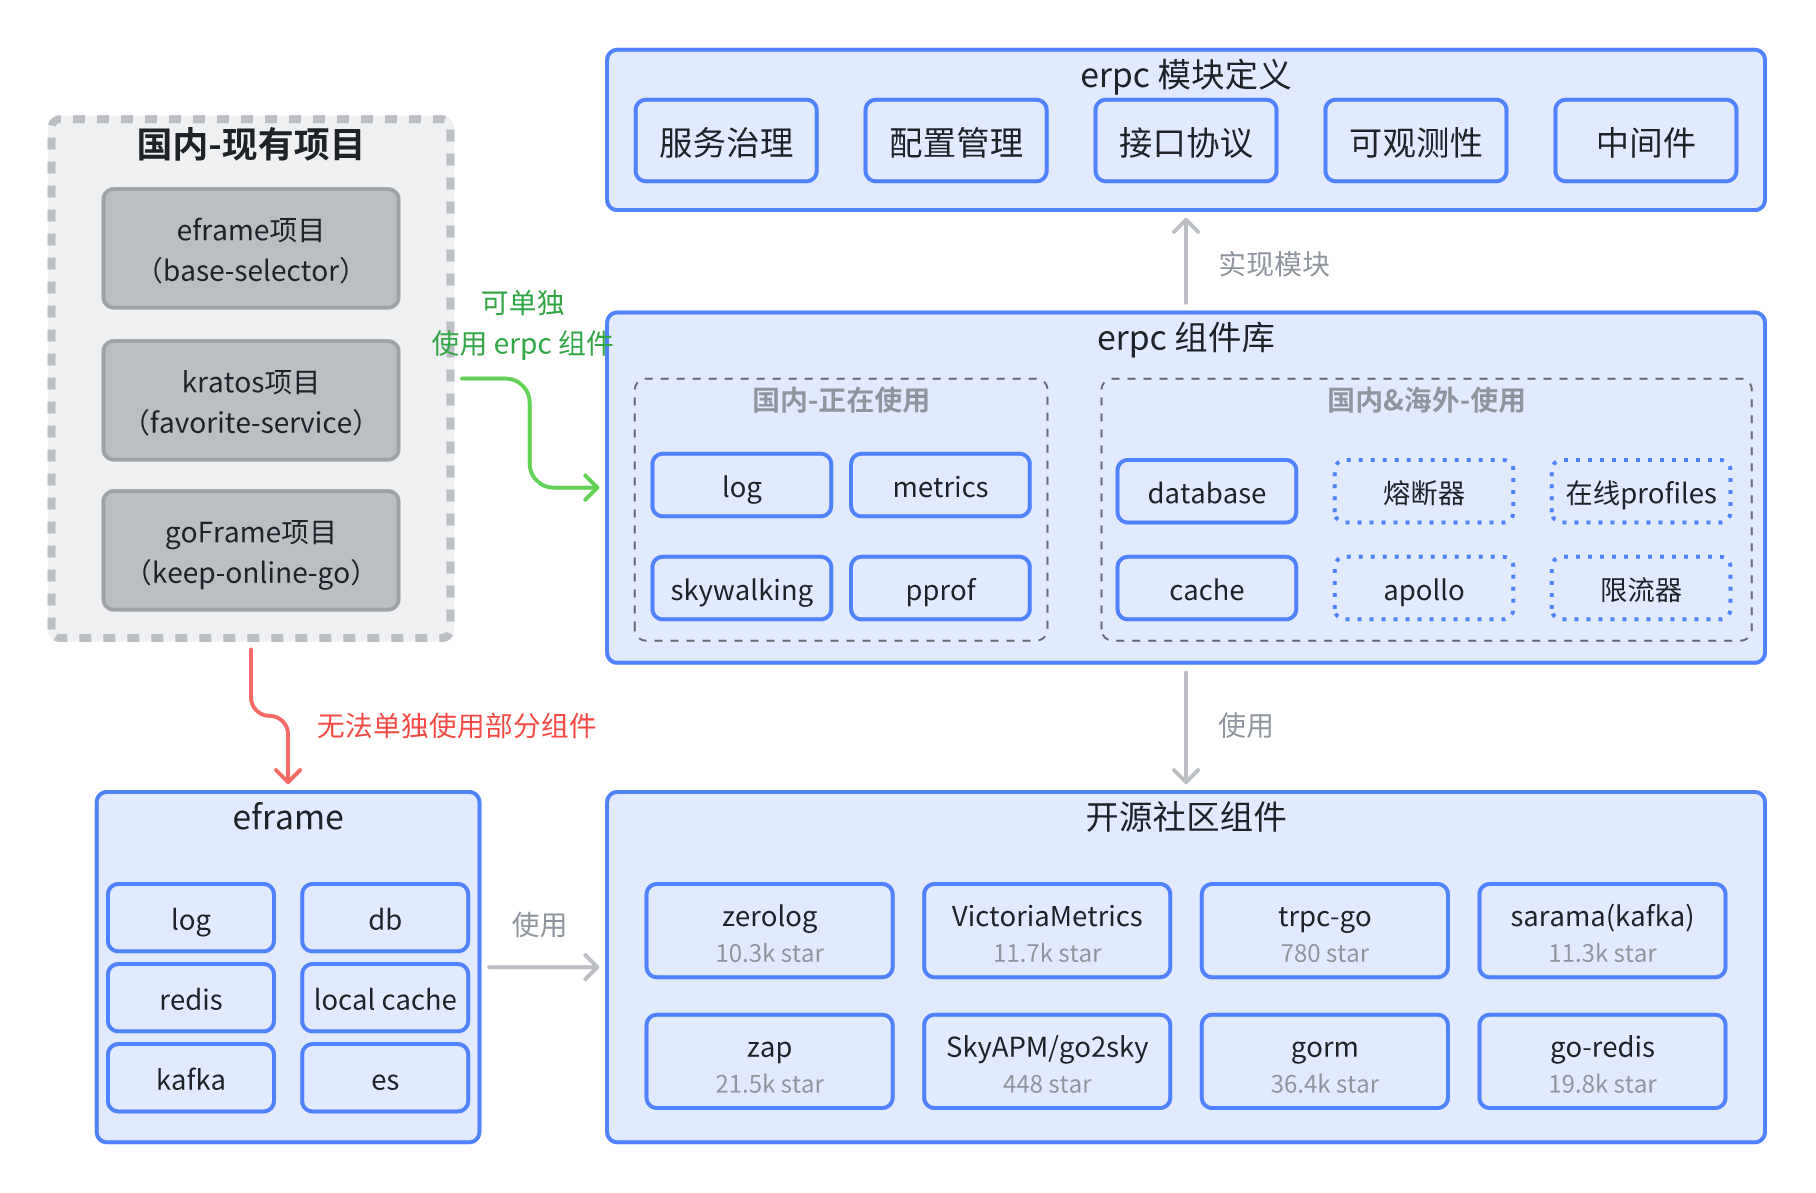 国内-现有项目
eframe项目
（base-selector）
kratos项目
（favorite-service）
goFrame项目
（keep-online-go）
可单独
使用 erpc 组件
无法单独使用部分组件
erpc 模块定义
服务治理
配置管理
接口协议
可观测性
中间件
实现模块
erpc 组件库
国内-正在使用
log
metrics
skywalking
pprof
国内&海外-使用
database
熔断器
在线profiles
cache
apollo
限流器
使用
eframe
log
db
redis
local cache
kafka
es
使用
开源社区组件
zerolog
10.3k star
VictoriaMetrics
11.7k star
trpc-go
780 star
sarama(kafka)
11.3k star
zap
21.5k star
SkyAPM/go2sky
448 star
gorm
36.4k star
go-redis
19.8k star